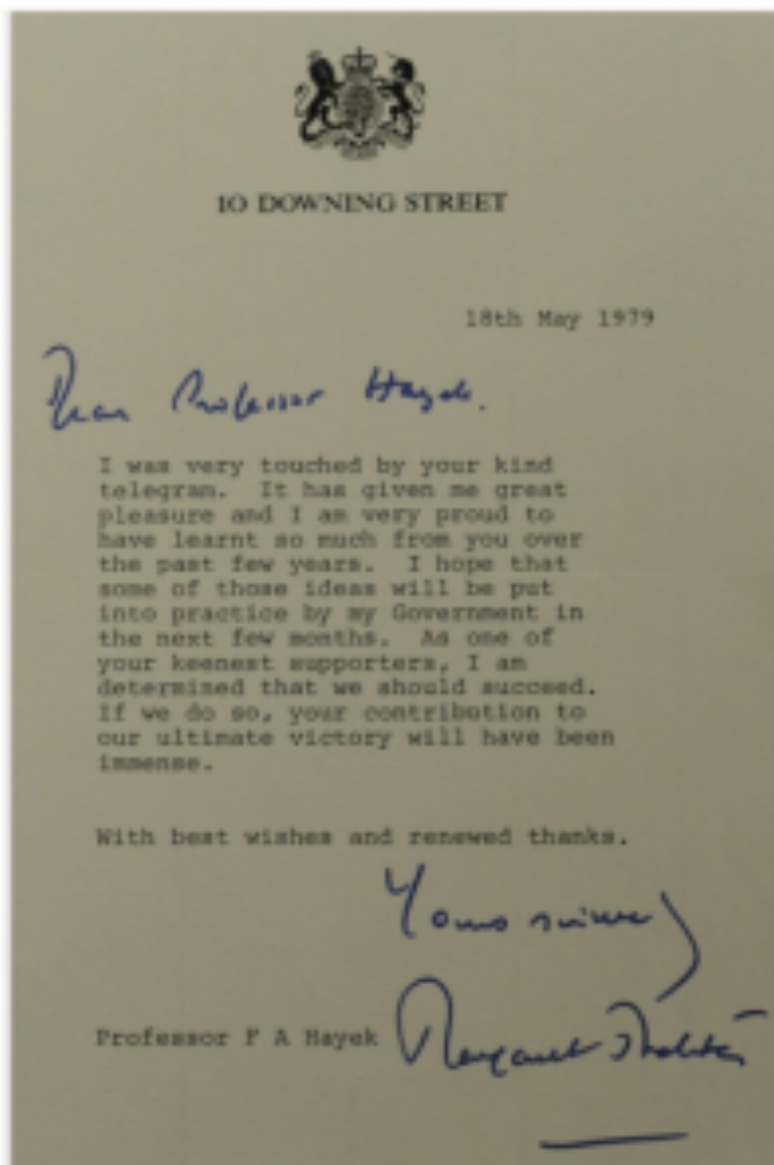 10 DOWNING STREET
18th May 1979
Dear Professor Hayek.
I was very touched by your kind
telegram. It has given me great
pleasure and I am very proud to
have learnt so much from you over
the past few years. I hope that
some of those ideas will be put
into practice by my Government in
the next few months. As one of
your keenest supporters, I am
determined that we should succeed.
If we do so, your contribution to
our ultimate victory will have been
immense.
With best wishes and renewed thanks.
Yours sincerely
Margaret Thatcher
Professor F A Hayek